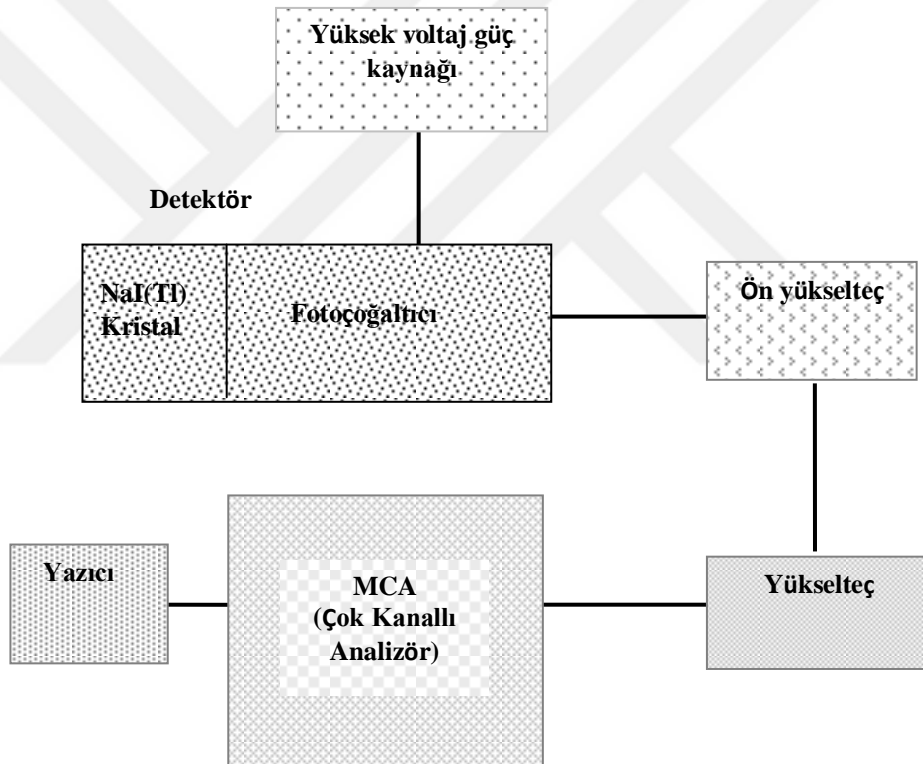 Yüksek voltaj güç
kaynağı
Detektör
NaI(Tl)
Kristal
Fotoçoğaltıcı
Ön yükselteç
Yazıcı
MCA
(Çok Kanallı
Analizör)
Yükselteç